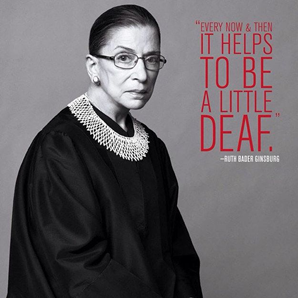 "EVERY NOW & THEN
IT HELPS
TO BE
A LITTLE
DEAF."
–RUTH BADER GINSBURG